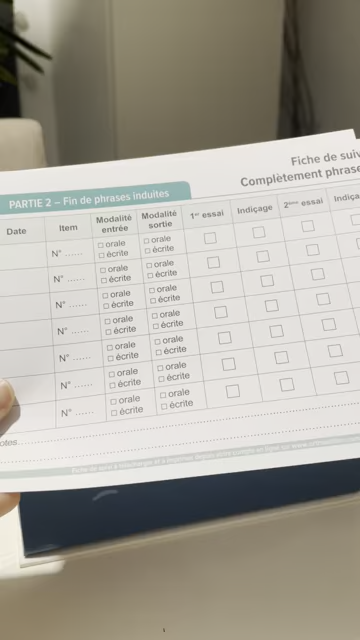 Fiche de suiv
Complètement phrase
PARTIE 2 – Fin de phrases induites
Date Item Modalité entrée Modalité sortie 1er essai Indiçage 2ème essai Indiça
N° ...... □ orale □ orale
□ écrite □ écrite
N° ...... □ orale □ orale
□ écrite □ écrite
N° ...... □ orale □ orale
□ écrite □ écrite
N° ...... □ orale □ orale
□ écrite □ écrite
N° ...... □ orale □ orale
□ écrite □ écrite
N° ...... □ orale □ orale
□ écrite □ écrite
N° ...... □ orale □ orale
□ écrite □ écrite
otes